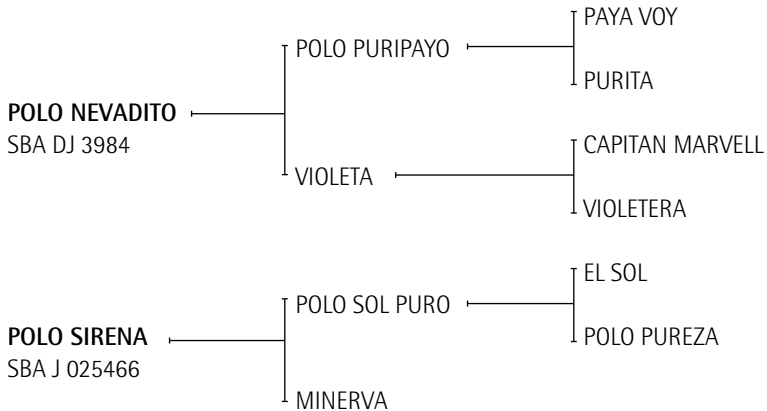 PAYA VOY
POLO PURIPAYO
PURITA
POLO NEVADITO
SBA DJ 3984
CAPITAN MARVELL
VIOLETA
VIOLETERA
EL SOL
POLO SOL PURO
POLO SIRENA
POLO PUREZA
SBA J 025466
MINERVA